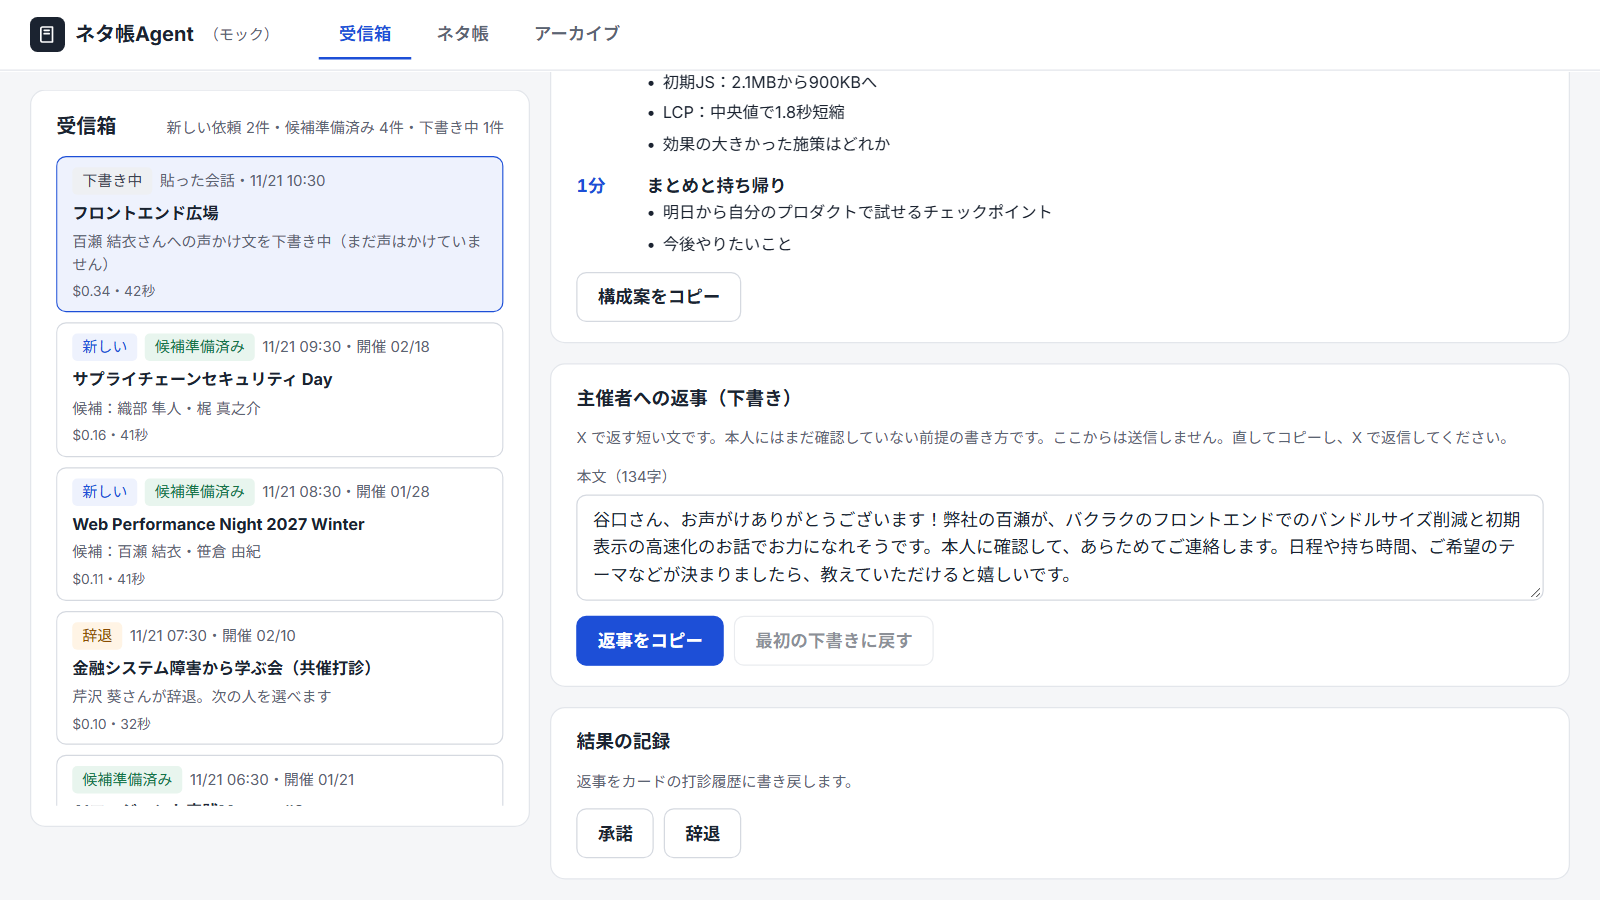 ネタ帳Agent （モック） 受信箱 ネタ帳 アーカイブ
受信箱 新しい依頼 2件・候補準備済み 4件・下書き中 1件
下書き中 貼った会話・11/21 10:30
フロントエンド広場
百瀬 結衣さんへの声かけ文を下書き中（まだ声はかけていま
せん）
$0.34・42秒
新しい 候補準備済み 11/21 09:30・開催 02/18
サプライチェーンセキュリティ Day
候補：織部 隼人・梶 真之介
$0.16・41秒
新しい 候補準備済み 11/21 08:30・開催 01/28
Web Performance Night 2027 Winter
候補：百瀬 結衣・笹倉 由紀
$0.11・41秒
辞退 11/21 07:30・開催 02/10
金融システム障害から学ぶ会（共催打診）
芹沢 葵さんが辞退。次の人を選べます
$0.10・32秒
候補準備済み 11/21 06:30・開催 01/21
• 初期JS：2.1MBから900KBへ
• LCP：中央値で1.8秒短縮
• 効果の大きかった施策はどれか
1分 まとめと持ち帰り
• 明日から自分のプロダクトで試せるチェックポイント
• 今後やりたいこと
構成案をコピー
主催者への返事（下書き）
X で返す短い文です。本人にはまだ確認していない前提の書き方です。ここからは送信しません。直してコピーし、X で返信してください。
本文（134字）
谷口さん、お声がけありがとうございます！弊社の百瀬が、バクラクのフロントエンドでのバンドルサイズ削減と初期
表示の高速化のお話でお力になれそうです。本人に確認して、あらためてご連絡します。日程や持ち時間、ご希望のテ
ーマなどが決まりましたら、教えていただけると嬉しいです。
返事をコピー 最初の下書きに戻す
結果の記録
返事をカードの打診履歴に書き戻します。
承諾 辞退